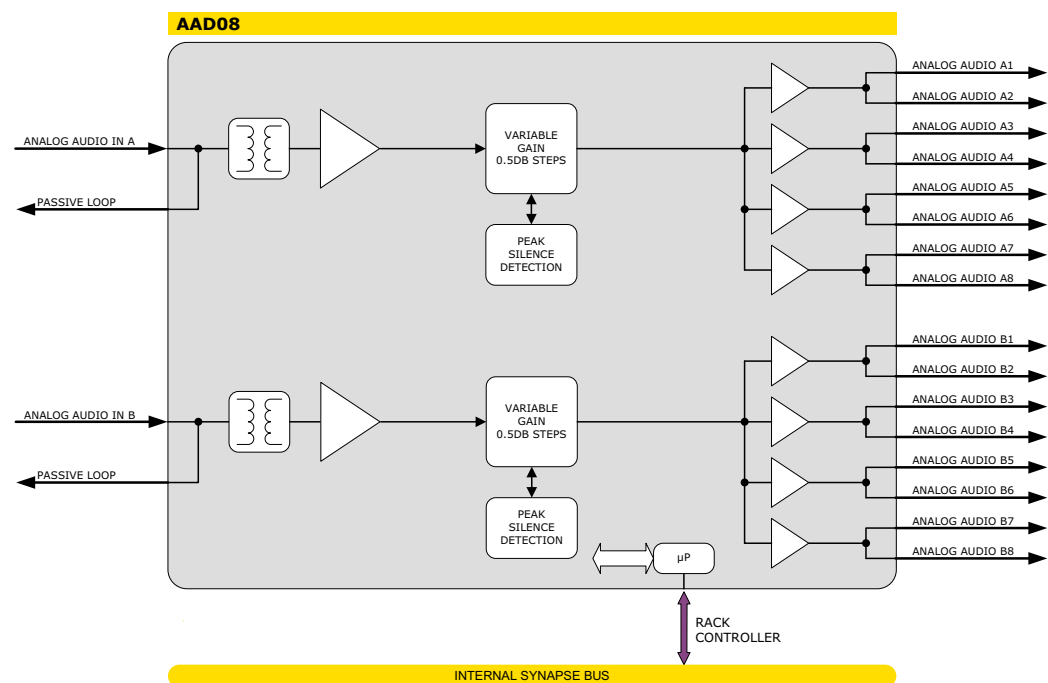 AAD08
ANALOG AUDIO IN A
PASSIVE LOOP
VARIABLE
GAIN
0.5DB STEPS
PEAK
SILENCE
DETECTION
ANALOG AUDIO A1
ANALOG AUDIO A2
ANALOG AUDIO A3
ANALOG AUDIO A4
ANALOG AUDIO A5
ANALOG AUDIO A6
ANALOG AUDIO A7
ANALOG AUDIO A8
ANALOG AUDIO IN B
PASSIVE LOOP
VARIABLE
GAIN
0.5DB STEPS
PEAK
SILENCE
DETECTION
ANALOG AUDIO B1
ANALOG AUDIO B2
ANALOG AUDIO B3
ANALOG AUDIO B4
ANALOG AUDIO B5
ANALOG AUDIO B6
ANALOG AUDIO B7
ANALOG AUDIO B8
µP
RACK
CONTROLLER
INTERNAL SYNAPSE BUS